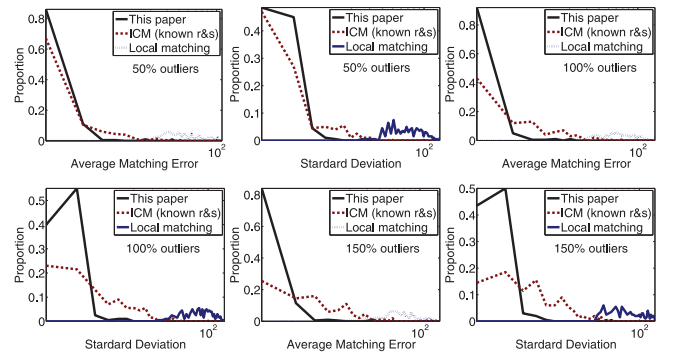 This paper
ICM (known r&s)
Local matching
50% outliers
Proportion
0.8
0.6
0.4
0.2
0
10²
Average Matching Error
This paper
ICM (known r&s)
Local matching
50% outliers
Proportion
0.4
0.3
0.2
0.1
0
10²
Stardard Deviation
This paper
ICM (known r&s)
Local matching
100% outliers
Proportion
0.8
0.6
0.4
0.2
0
10²
Average Matching Error
This paper
ICM (known r&s)
Local matching
100% outliers
Proportion
0.5
0.4
0.3
0.2
0.1
0
10²
Stardard Deviation
This paper
ICM (known r&s)
Local matching
150% outliers
Proportion
0.8
0.6
0.4
0.2
0
10²
Average Matching Error
This paper
ICM (known r&s)
Local matching
150% outliers
Proportion
0.5
0.4
0.3
0.2
0.1
0
10²
Stardard Deviation